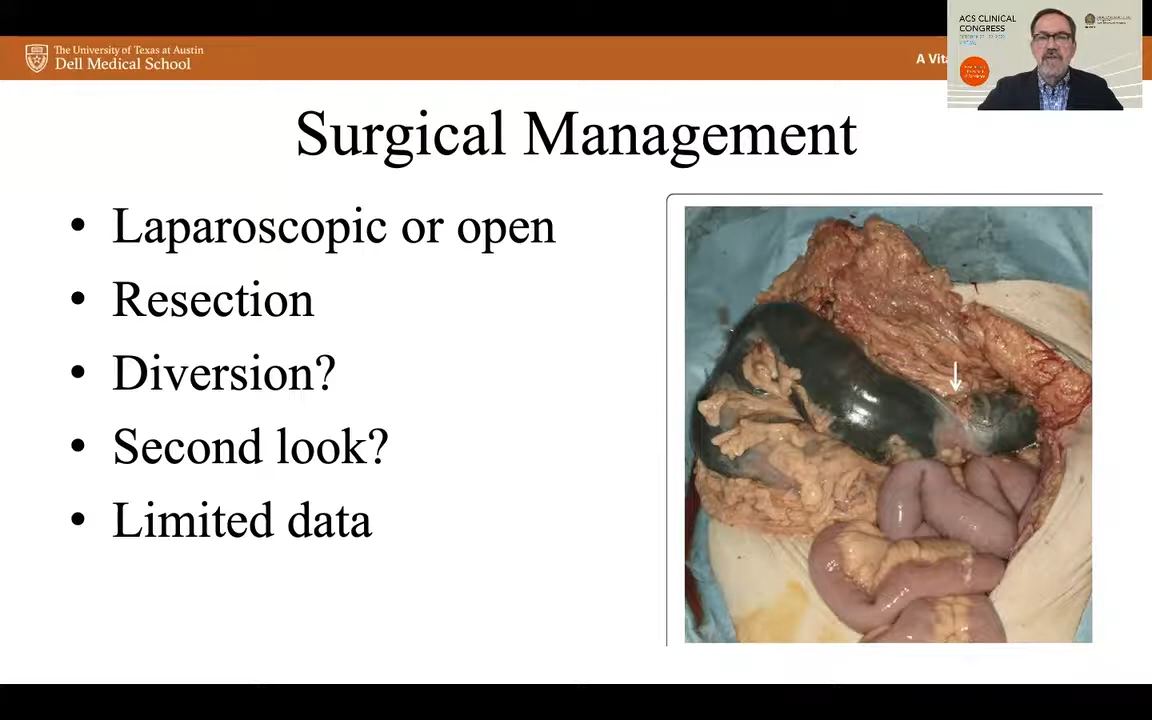 The University of Texas at Austin
Dell Medical School
A Vita
ACS CLINICAL
CONGRESS
Surgical Management
• Laparoscopic or open
• Resection
• Diversion?
• Second look?
• Limited data